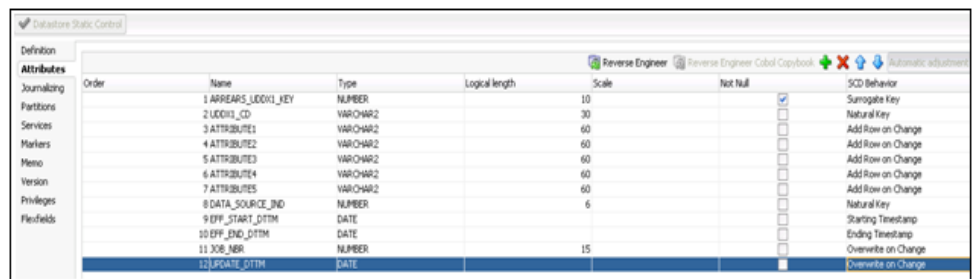 Datastore Static Control
Definition
Attributes
Journalizing
Partitions
Services
Markers
Memo
Version
Privileges
Flexfields
Reverse Engineer Reverse Engineer Cobol Copybook Automatic adjustment
Order Name Type Logical length Scale Not Null SCD Behavior
1 ARREARS_UDDX1_KEY NUMBER 10 Surrogate Key
2 UDDX1_CD VARCHAR2 30 Natural Key
3 ATTRIBUTE1 VARCHAR2 60 Add Row on Change
4 ATTRIBUTE2 VARCHAR2 60 Add Row on Change
5 ATTRIBUTE3 VARCHAR2 60 Add Row on Change
6 ATTRIBUTE4 VARCHAR2 60 Add Row on Change
7 ATTRIBUTE5 VARCHAR2 60 Add Row on Change
8 DATA_SOURCE_IND NUMBER 6 Natural Key
9 EFF_START_DTTM DATE Starting Timestamp
10 EFF_END_DTTM DATE Ending Timestamp
11 JOB_NBR NUMBER 15 Overwrite on Change
12 UPDATE_DTTM DATE Overwrite on Change